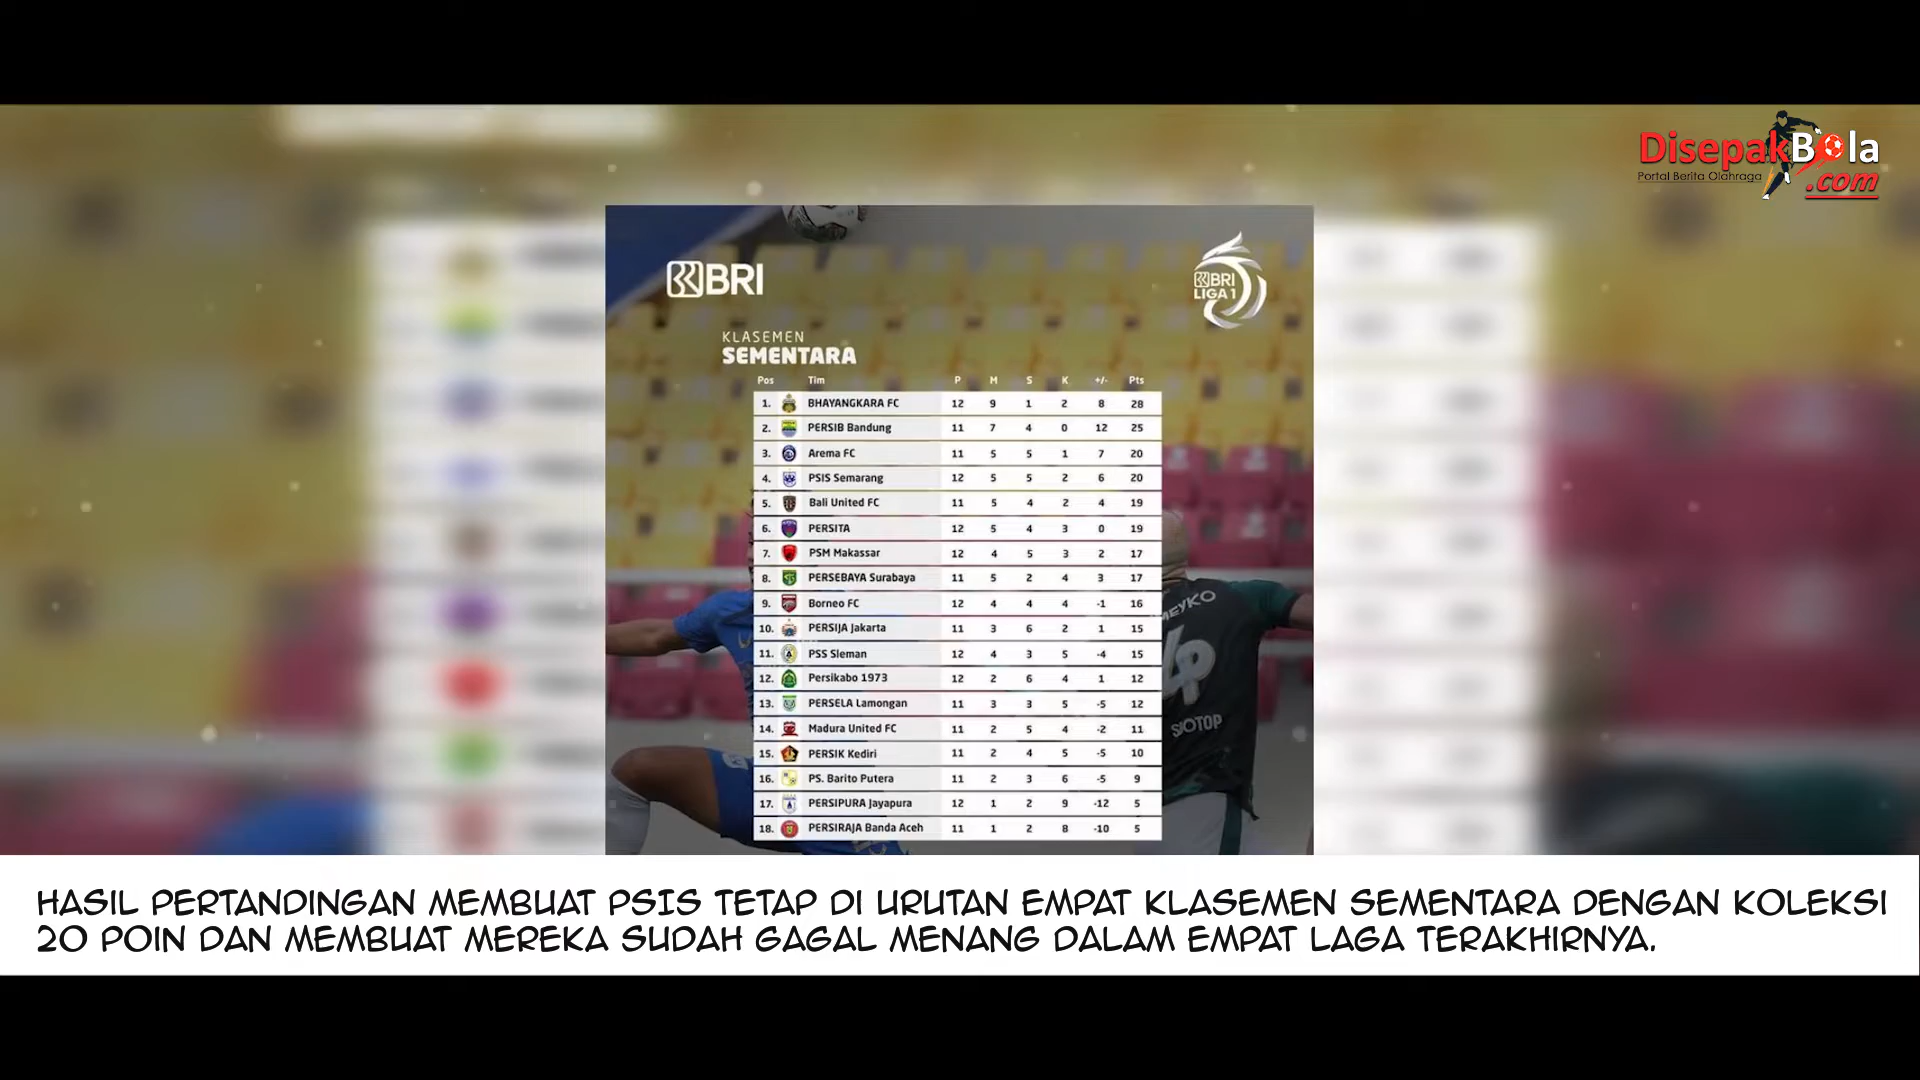 DisepakBola
Portal Berita Olahraga
.com
BRI
BRI
LIGA 1
KLASEMEN
SEMENTARA
Pos Tim P M S K +/- Pts
1. BHAYANGKARA FC 12 9 1 2 8 28
2. PERSIB Bandung 11 7 4 0 12 25
3. Arema FC 11 5 5 1 7 20
4. PSIS Semarang 12 5 5 2 6 20
5. Bali United FC 11 5 4 2 4 19
6. PERSITA 12 5 4 3 0 19
7. PSM Makassar 12 4 5 3 2 17
8. PERSEBAYA Surabaya 11 5 2 4 3 17
9. Borneo FC 12 4 4 4 -1 16
10. PERSIJA Jakarta 11 3 6 2 1 15
11. PSS Sleman 12 4 3 5 -4 15
12. Persikabo 1973 12 2 6 4 1 12
13. PERSELA Lamongan 11 3 3 5 -5 12
14. Madura United FC 11 2 5 4 -2 11
15. PERSIK Kediri 11 2 4 5 -5 10
16. PS. Barito Putera 11 2 3 6 -5 9
17. PERSIPURA Jayapura 12 1 2 9 -12 5
18. PERSIRAJA Banda Aceh 11 1 2 8 -10 5
HASIL PERTANDINGAN MEMBUAT PSIS TETAP DI URUTAN EMPAT KLASEMEN SEMENTARA DENGAN KOLEKSI
20 POIN DAN MEMBUAT MEREKA SUDAH GAGAL MENANG DALAM EMPAT LAGA TERAKHIRNYA.